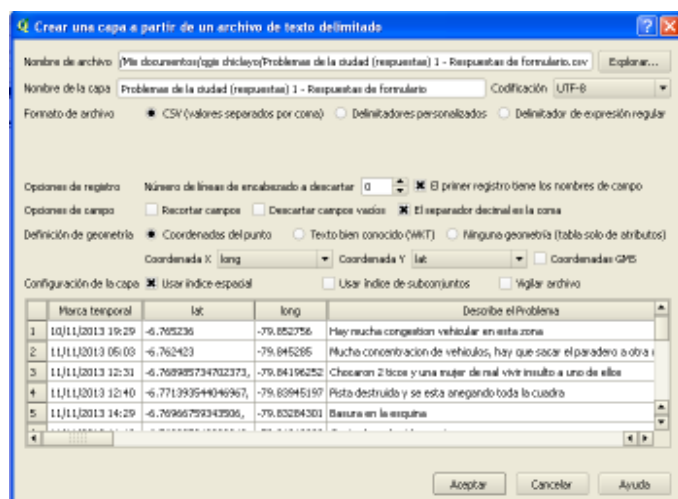 Crear una capa a partir de un archivo de texto delimitado
Nombre de archivo /Mis documentos/qgis chiclayo/Problemas de la ciudad (respuestas) 1 - Respuestas de formulario.csv Explorar...
Nombre de la capa Problemas de la ciudad (respuestas) 1 - Respuestas de formulario Codificación UTF-8
Formato de archivo CSV (valores separados por coma) Delimitadores personalizados Delimitador de expresión regular
Opciones de registro Número de líneas de encabezado a descartar 0 El primer registro tiene los nombres de campo
Opciones de campo Recortar campos Descartar campos vacíos El separador decimal es la coma
Definición de geometría Coordenadas del punto Texto bien conocido (WKT) Ninguna geometría (tabla solo de atributos)
Coordenada X long Coordenada Y lat Coordenadas GMS
Configuración de la capa Usar índice espacial Usar índice de subconjuntos Vigilar archivo
Marca temporal lat long Describe el Problema
1 10/11/2013 19:29 -6.765236 -79.852756 Hay mucha congestion vehicular en esta zona
2 11/11/2013 05:03 -6.762423 -79.845285 Mucha concentracion de vehiculos, hay que sacar el paradero a otra
3 11/11/2013 12:31 -6.768985734702373, -79.84196252 Chocaron 2 ticos y una mujer de mal vivir insulto a uno de ellos
4 11/11/2013 12:40 -6.771393544046967, -79.83945197 Pista destruida y se esta anegando toda la cuadra
5 11/11/2013 14:29 -6.76966759343506, -79.83284301 Basura en la esquina
Aceptar Cancelar Ayuda